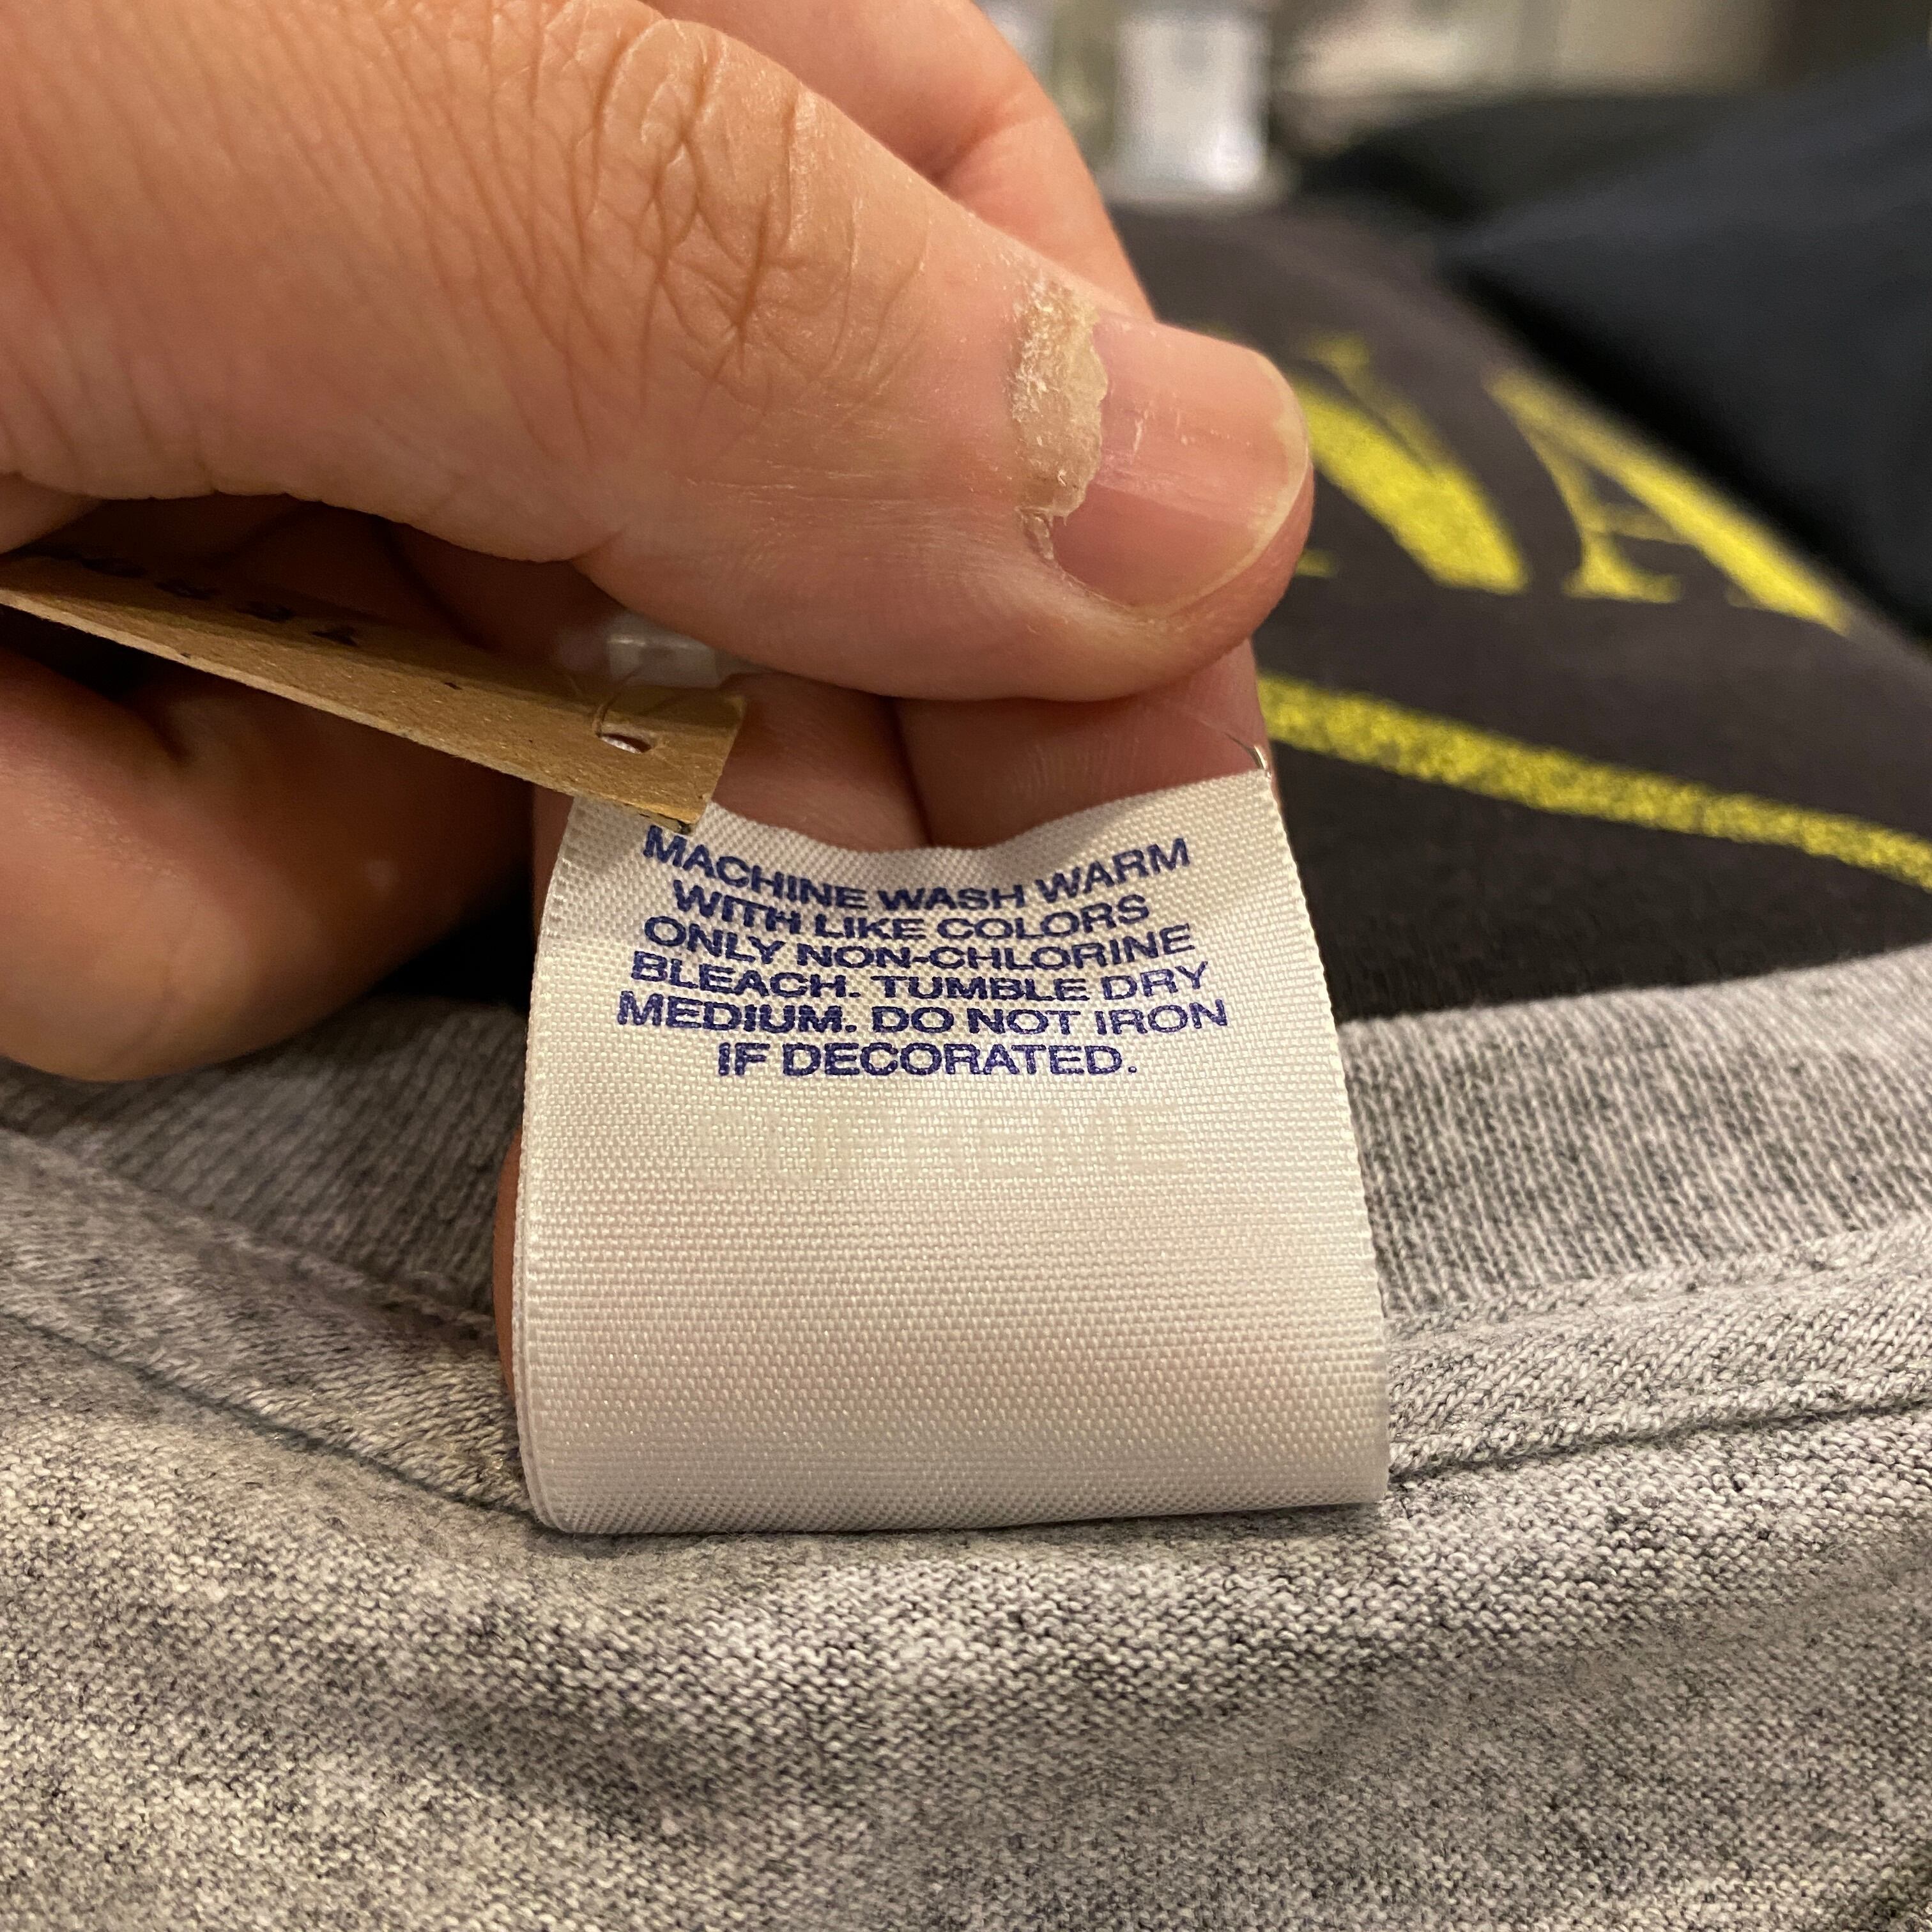 MACHINE WASH WARM
WITH LIKE COLORS
ONLY NON-CHLORINE
BLEACH. TUMBLE DRY
MEDIUM. DO NOT IRON
IF DECORATED.